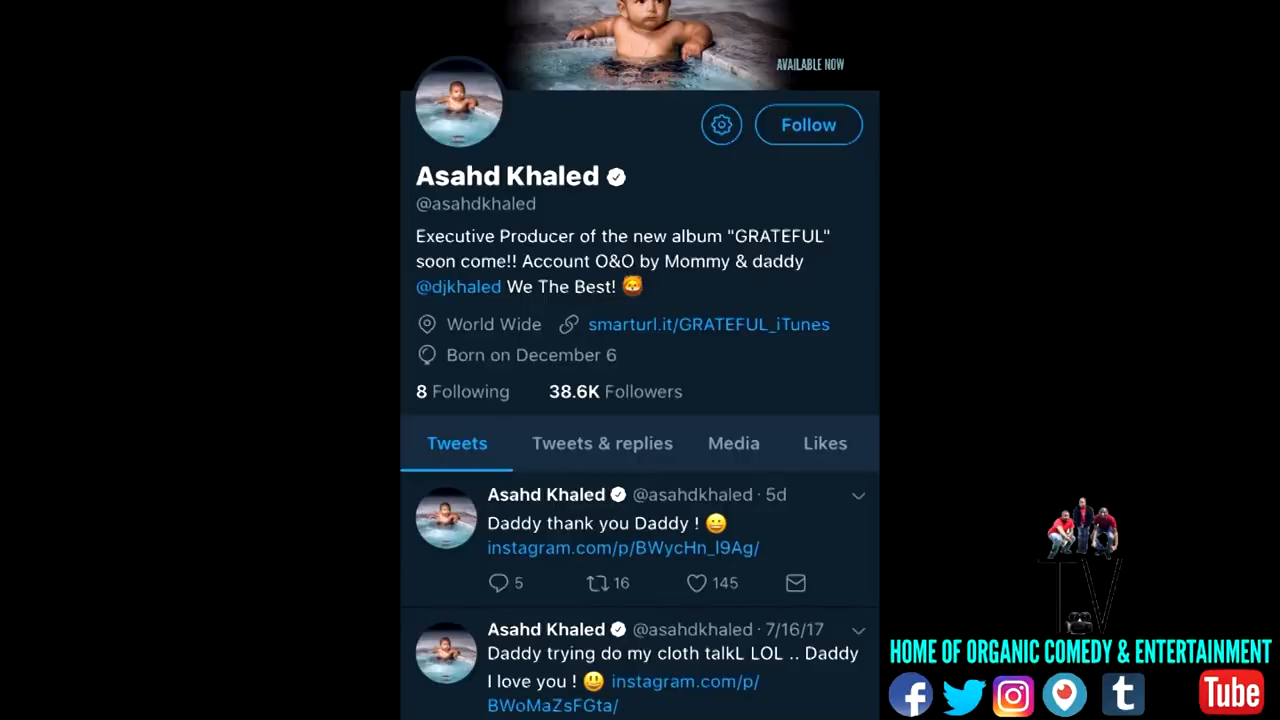 AVAILABLE NOW
Follow
Asahd Khaled
@asahdkhaled
Executive Producer of the new album "GRATEFUL"
soon come!! Account O&O by Mommy & daddy
@djkhaled We The Best! 🦁
World Wide smarturl.it/GRATEFUL_iTunes
Born on December 6
8 Following 38.6K Followers
Tweets Tweets & replies Media Likes
Asahd Khaled @asahdkhaled · 5d
Daddy thank you Daddy ! 😀
instagram.com/p/BWycHn_l9Ag/
5 16 145
Asahd Khaled @asahdkhaled · 7/16/17
Daddy trying do my cloth talkL LOL .. Daddy
I love you ! 😃 instagram.com/p/
BWoMaZsFGta/
TV
HOME OF ORGANIC COMEDY & ENTERTAINMENT
Tube